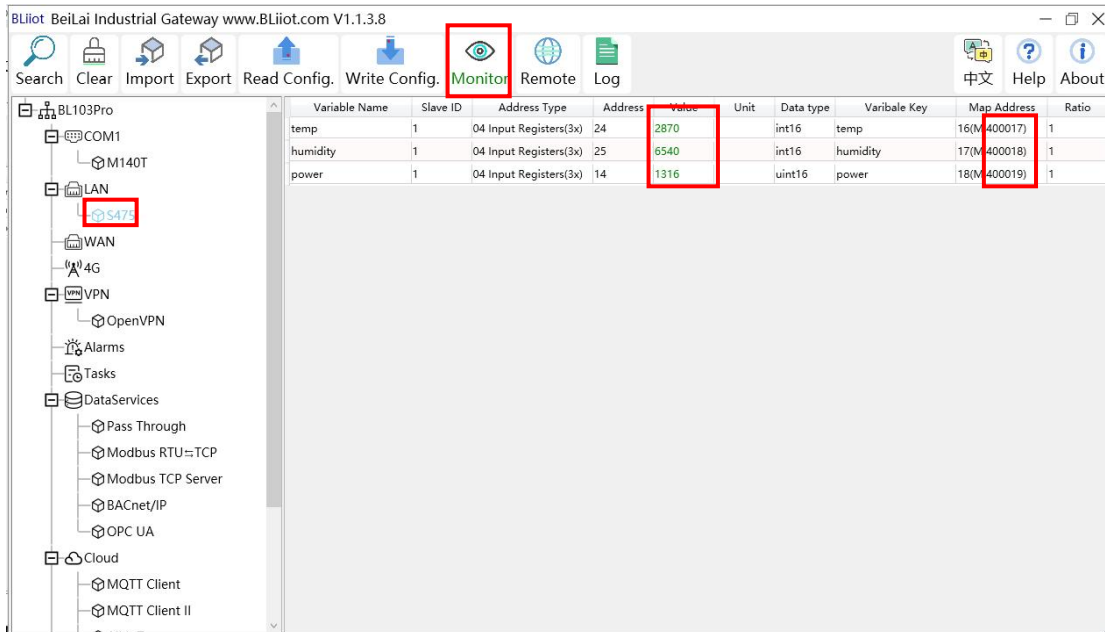 BLiiot BeiLai Industrial Gateway www.BLiiot.com V1.1.3.8
Search Clear Import Export Read Config. Write Config. Monitor Remote Log 中文 Help About
BL103Pro
COM1
M140T
LAN
S475
WAN
4G
VPN
OpenVPN
Alarms
Tasks
DataServices
Pass Through
Modbus RTU⇆TCP
Modbus TCP Server
BACnet/IP
OPC UA
Cloud
MQTT Client
MQTT Client II
Variable Name Slave ID Address Type Address Value Unit Data type Varibale Key Map Address Ratio
temp 1 04 Input Registers(3x) 24 2870 int16 temp 16(M 400017) 1
humidity 1 04 Input Registers(3x) 25 6540 int16 humidity 17(M 400018) 1
power 1 04 Input Registers(3x) 14 1316 uint16 power 18(M 400019) 1